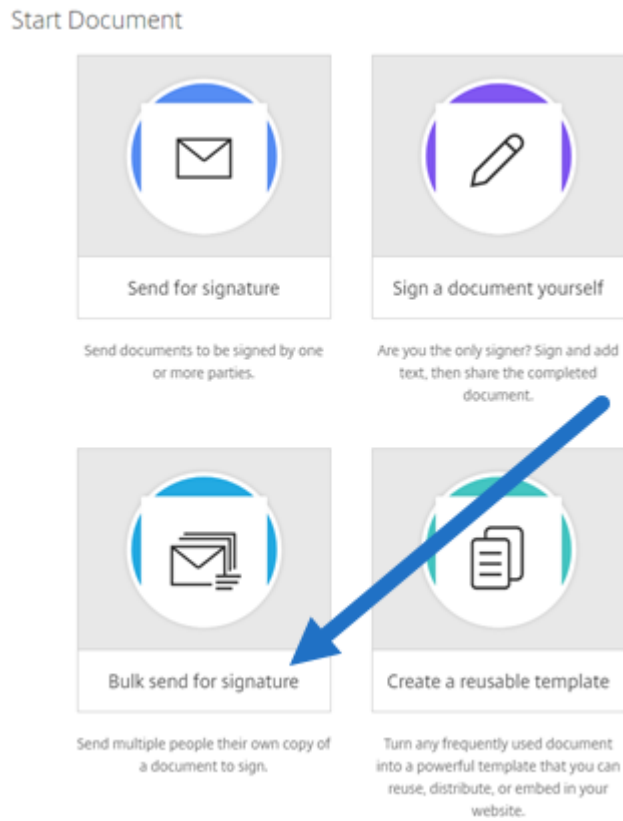 Start Document
Send for signature
Sign a document yourself
Send documents to be signed by one
or more parties.
Are you the only signer? Sign and add
text, then share the completed
document.
Bulk send for signature
Create a reusable template
Send multiple people their own copy of
a document to sign.
Turn any frequently used document
into a powerful template that you can
reuse, distribute, or embed in your
website.